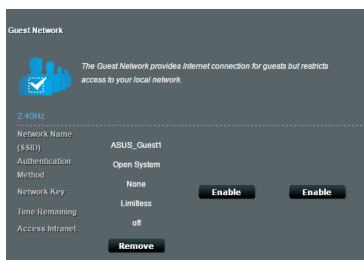 Guest Network
The Guest Network provides Internet connection for guests but restricts
access to your local network.
2.4GHz
Network Name
(SSID)
ASUS_Guest1
Authentication
Method
Open System
Network Key
None
Time Remaining
Limitless
Access Intranet
off
Enable
Enable
Remove